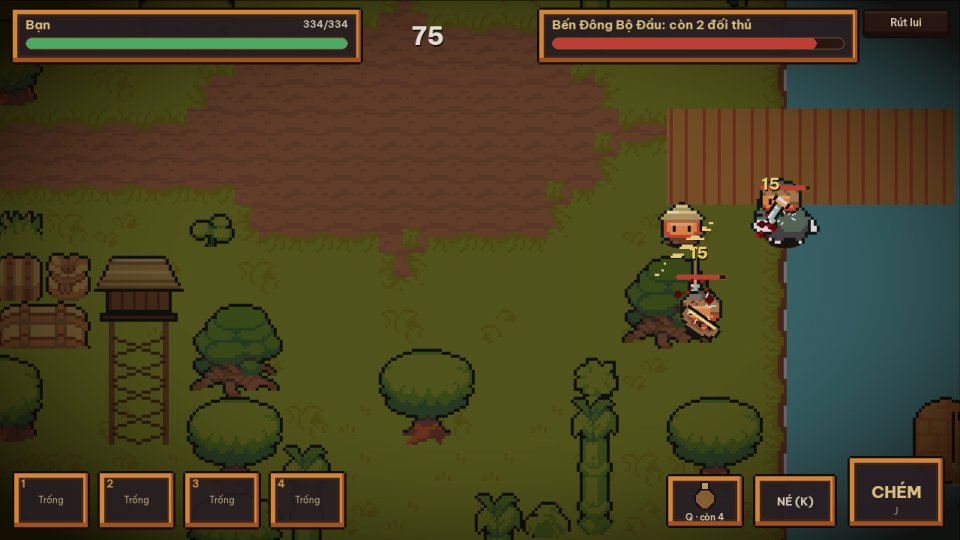 Bạn
334/334
75
Bến Đông Bộ Đầu: còn 2 đối thủ
Rút lui
15
15
1
Trống
2
Trống
3
Trống
4
Trống
Q · còn 4
NÉ (K)
CHÉM
J